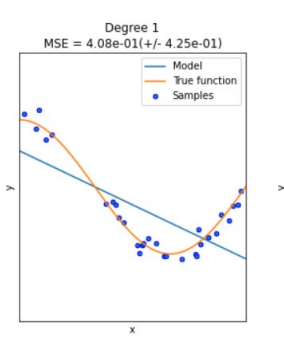 Degree 1
MSE = 4.08e-01(+/- 4.25e-01)
Model
True function
Samples
y
y
x